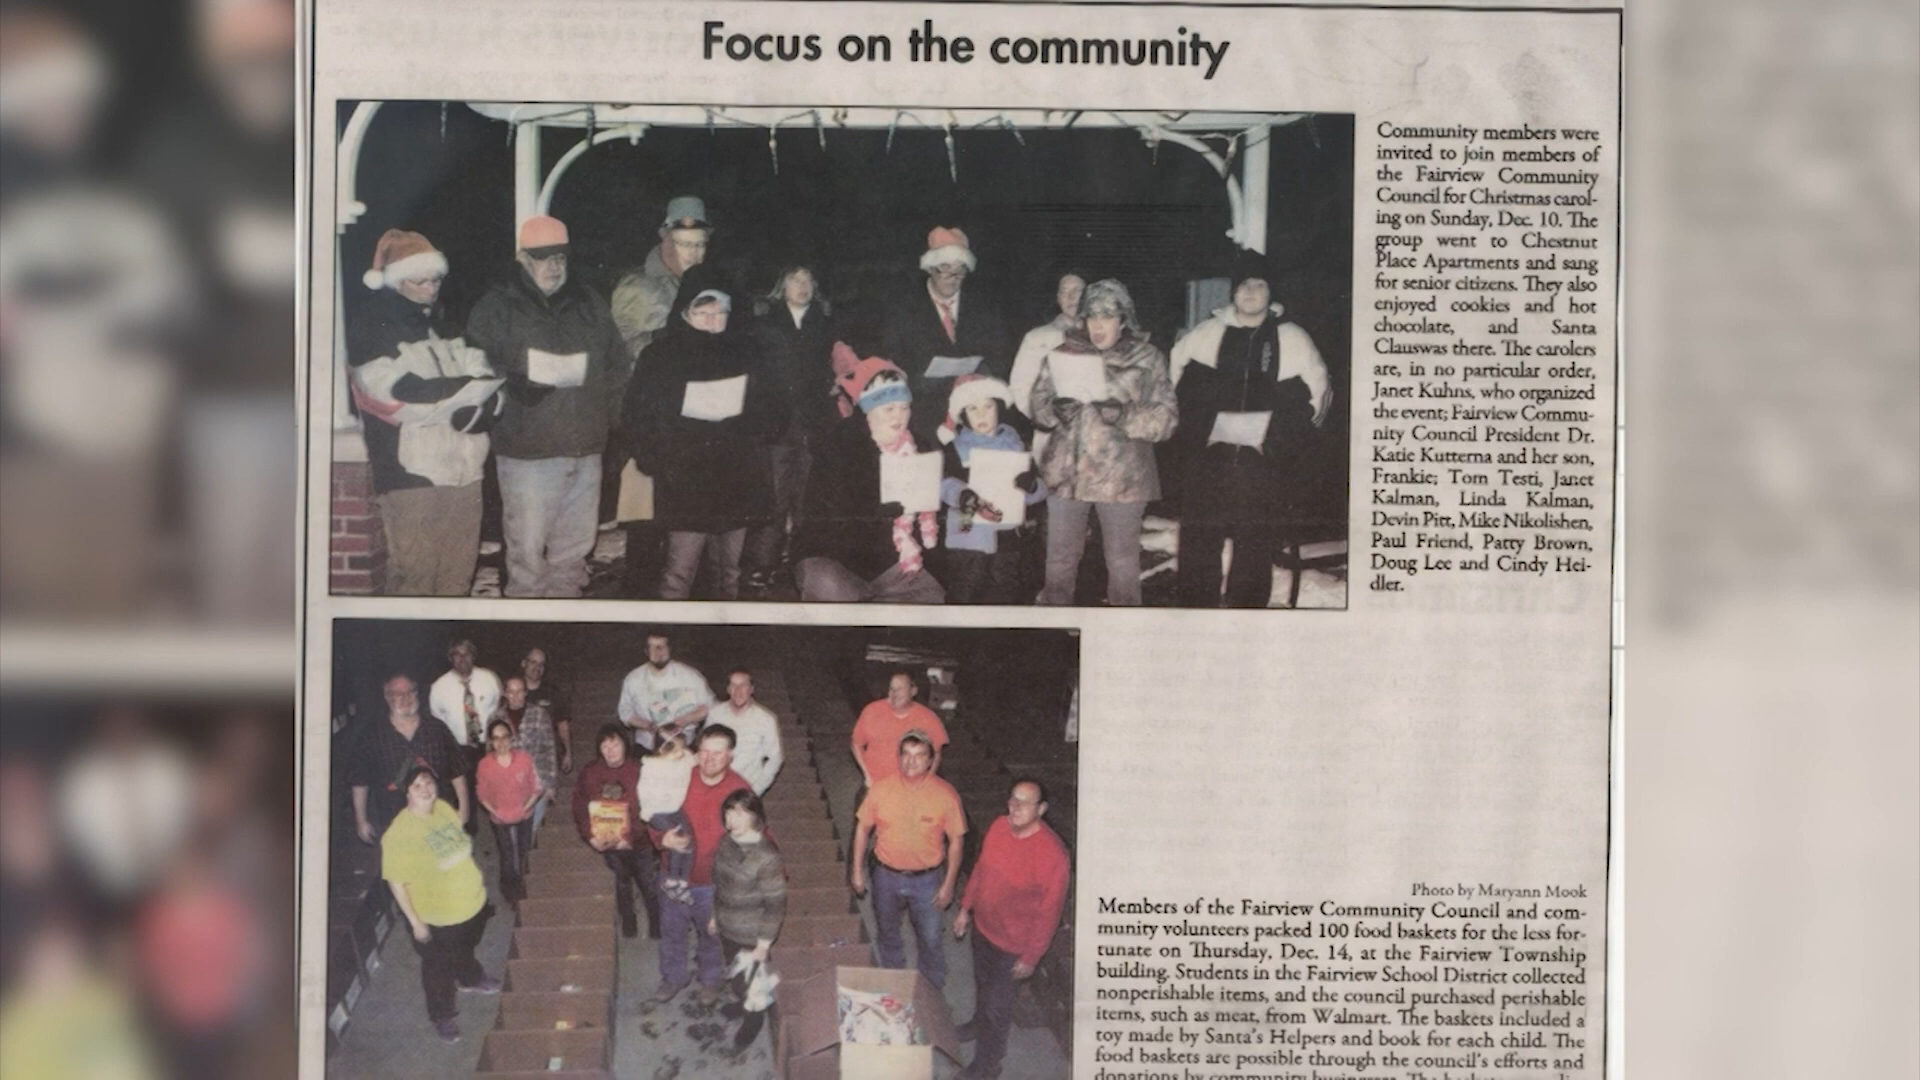 Focus on the community
Community members were
invited to join members of
the Fairview Community
Council for Christmas carol-
ing on Sunday, Dec. 10. The
group went to Chestnut
Place Apartments and sang
for senior citizens. They also
enjoyed cookies and hot
chocolate, and Santa
Clauswas there. The carolers
are, in no particular order,
Janet Kuhns, who organized
the event; Fairview Commu-
nity Council President Dr.
Katie Kutterna and her son,
Frankie; Tom Testi, Janet
Kalman, Linda Kalman,
Devin Pitt, Mike Nikolishen,
Paul Friend, Patty Brown,
Doug Lee and Cindy Hei-
dler.
Photo by Maryann Mook
Members of the Fairview Community Council and com-
munity volunteers packed 100 food baskets for the less for-
tunate on Thursday, Dec. 14, at the Fairview Township
building. Students in the Fairview School District collected
nonperishable items, and the council purchased perishable
items, such as meat, from Walmart. The baskets included a
toy made by Santa's Helpers and book for each child. The
food baskets are possible through the council's efforts and
donations by community businesses. The baskets